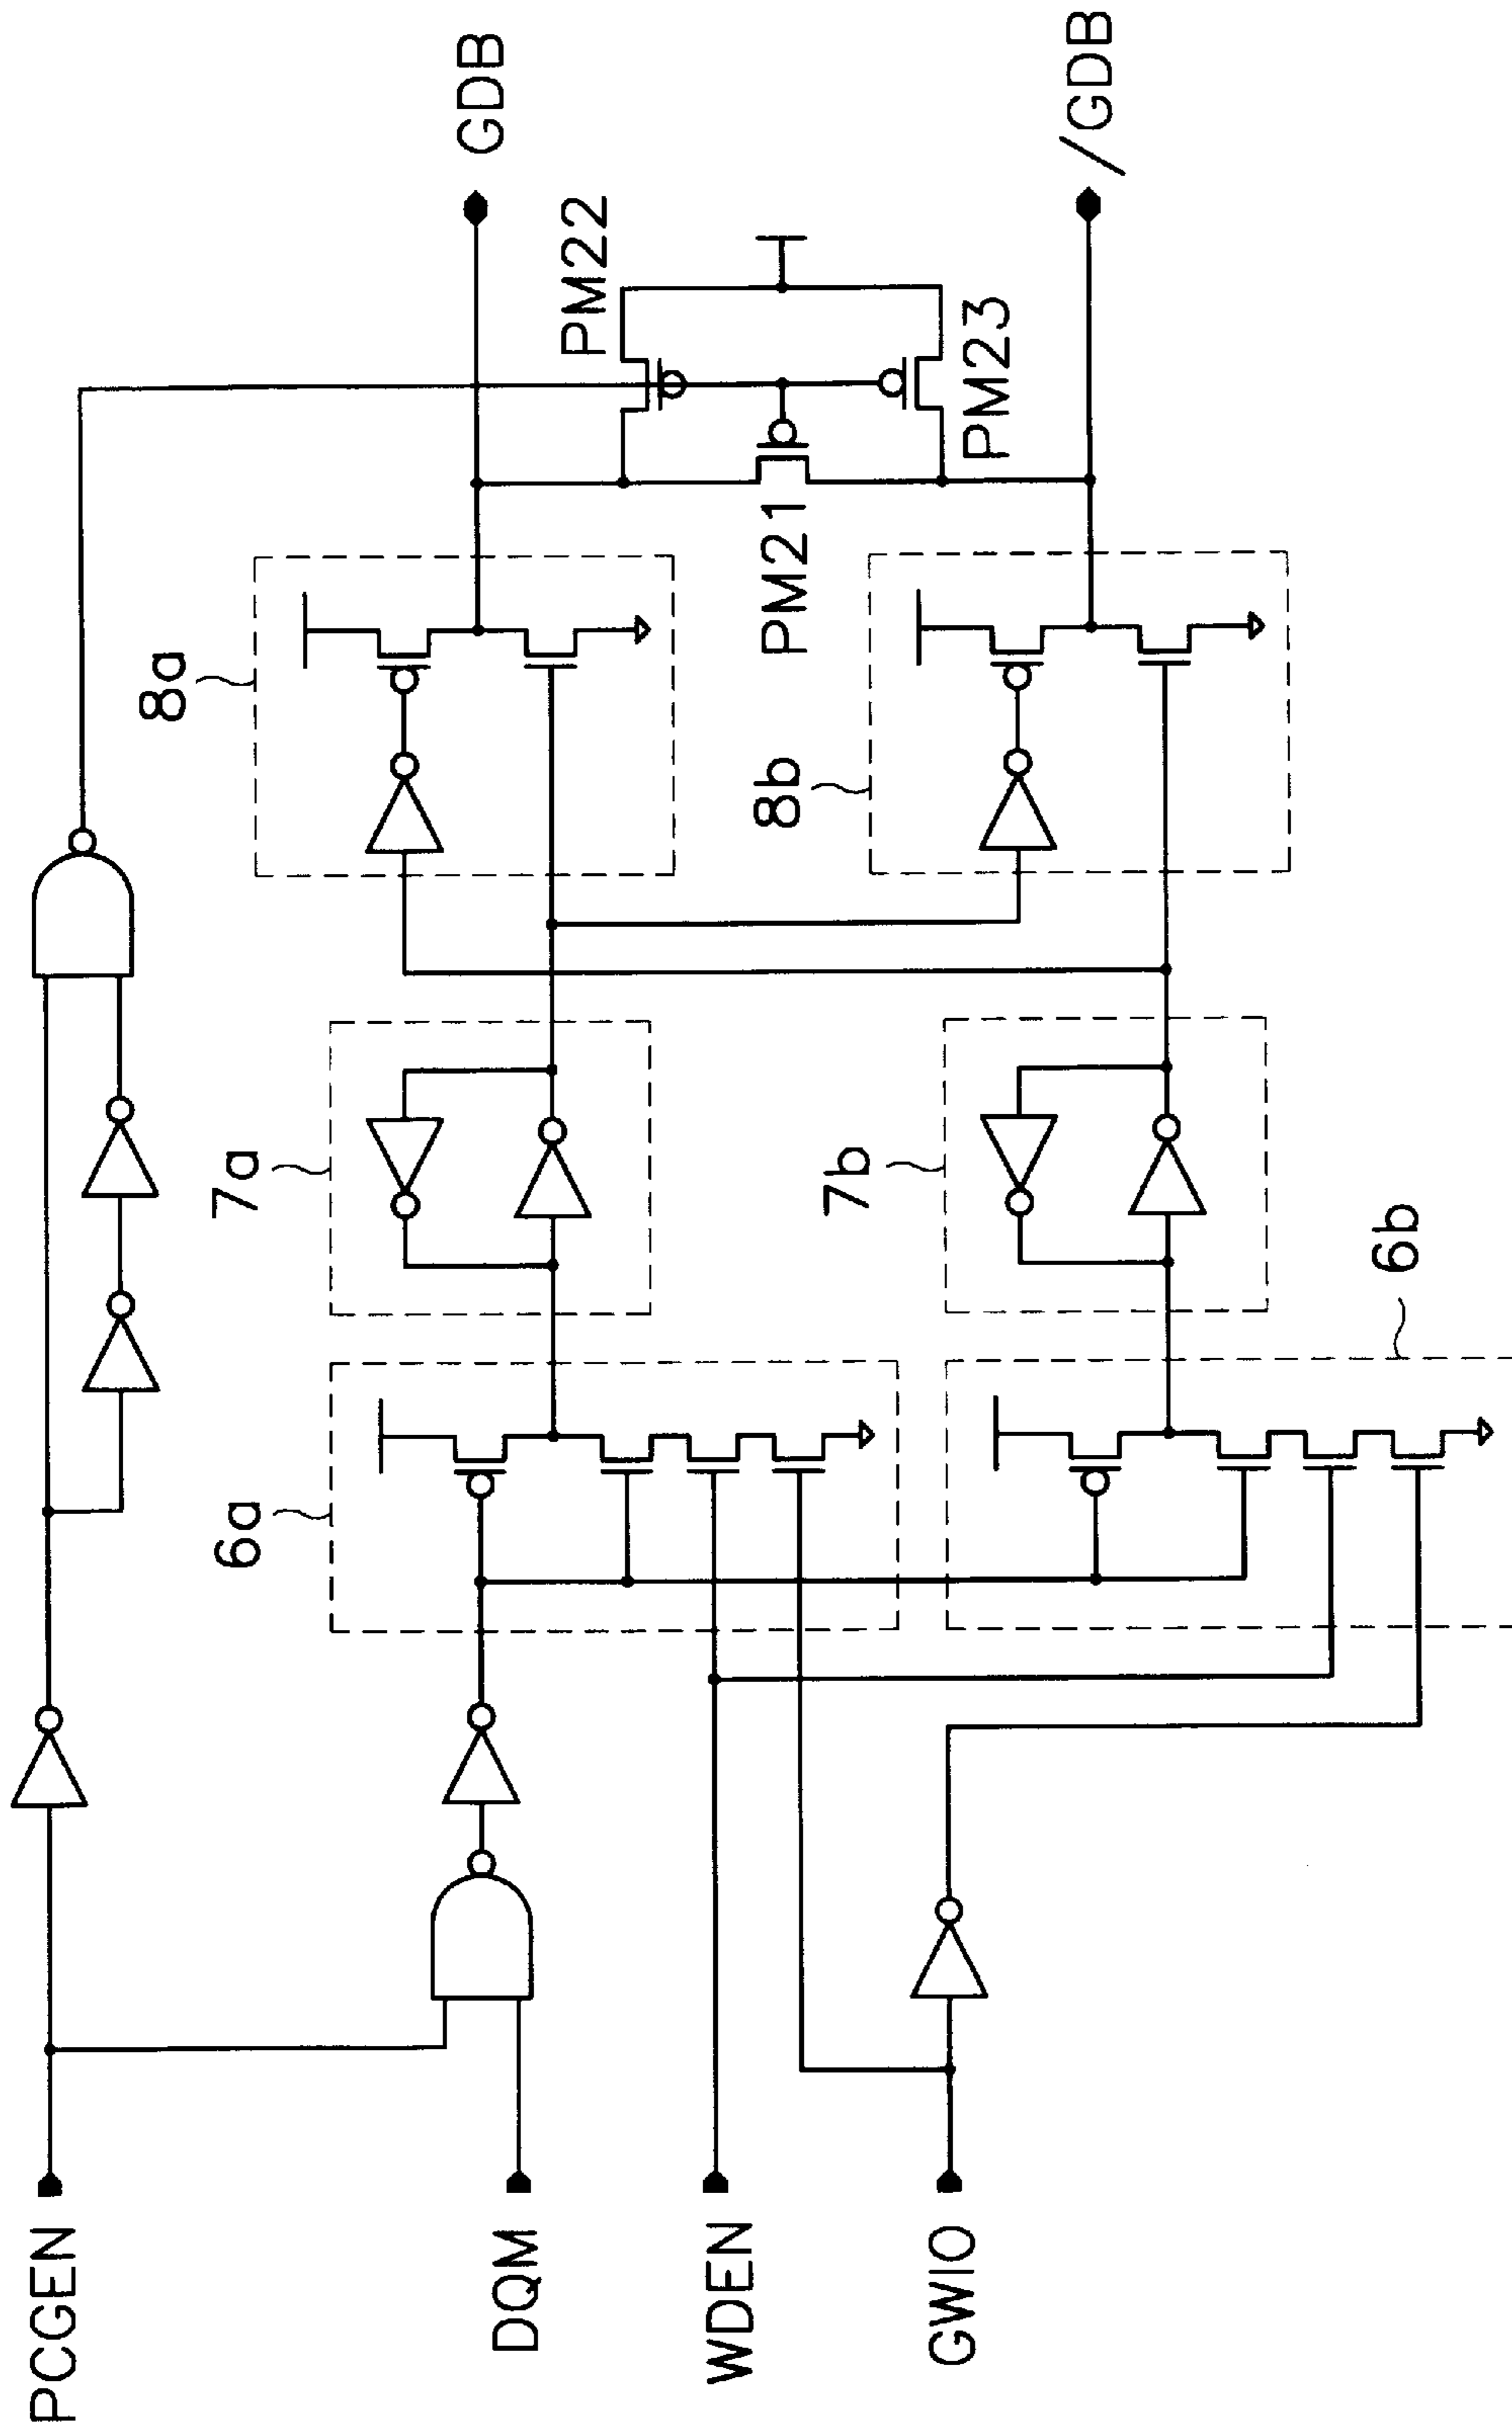 PCGEN
DQM
WDEN
GWIO
6a
6b
7a
7b
8a
8b
PM21
PM22
PM23
GDB
/GDB